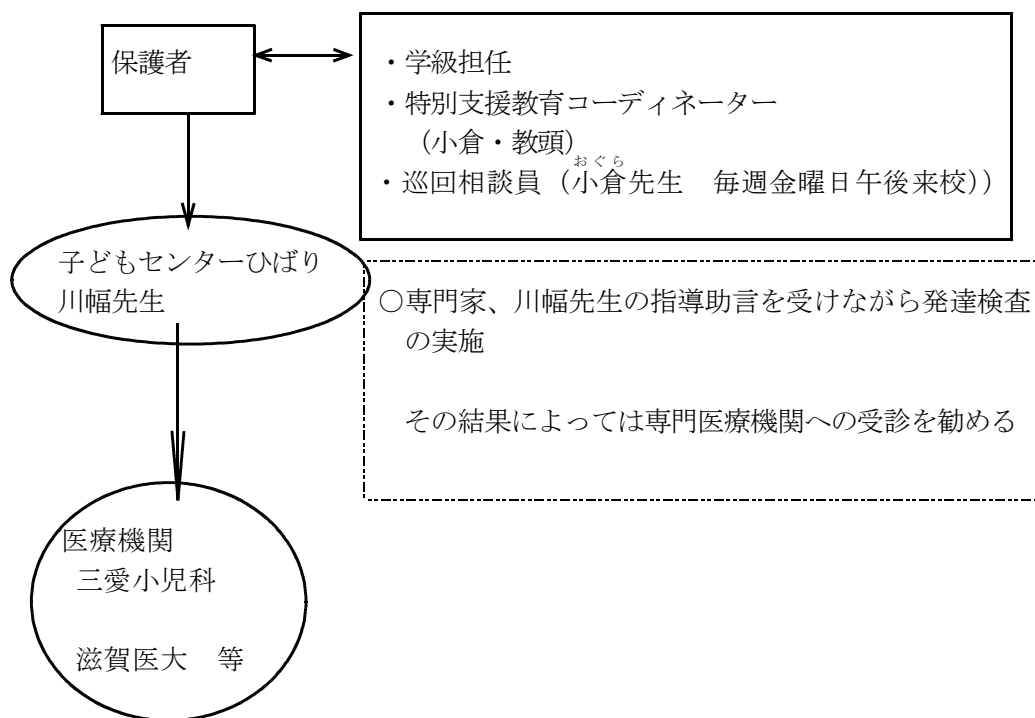 保護者
・学級担任
・特別支援教育コーディネーター
（小倉・教頭）
おぐら
・巡回相談員（小倉先生　毎週金曜日午後来校））
子どもセンターひばり
川幅先生
○専門家、川幅先生の指導助言を受けながら発達検査
の実施
その結果によっては専門医療機関への受診を勧める
医療機関
三愛小児科
滋賀医大　等